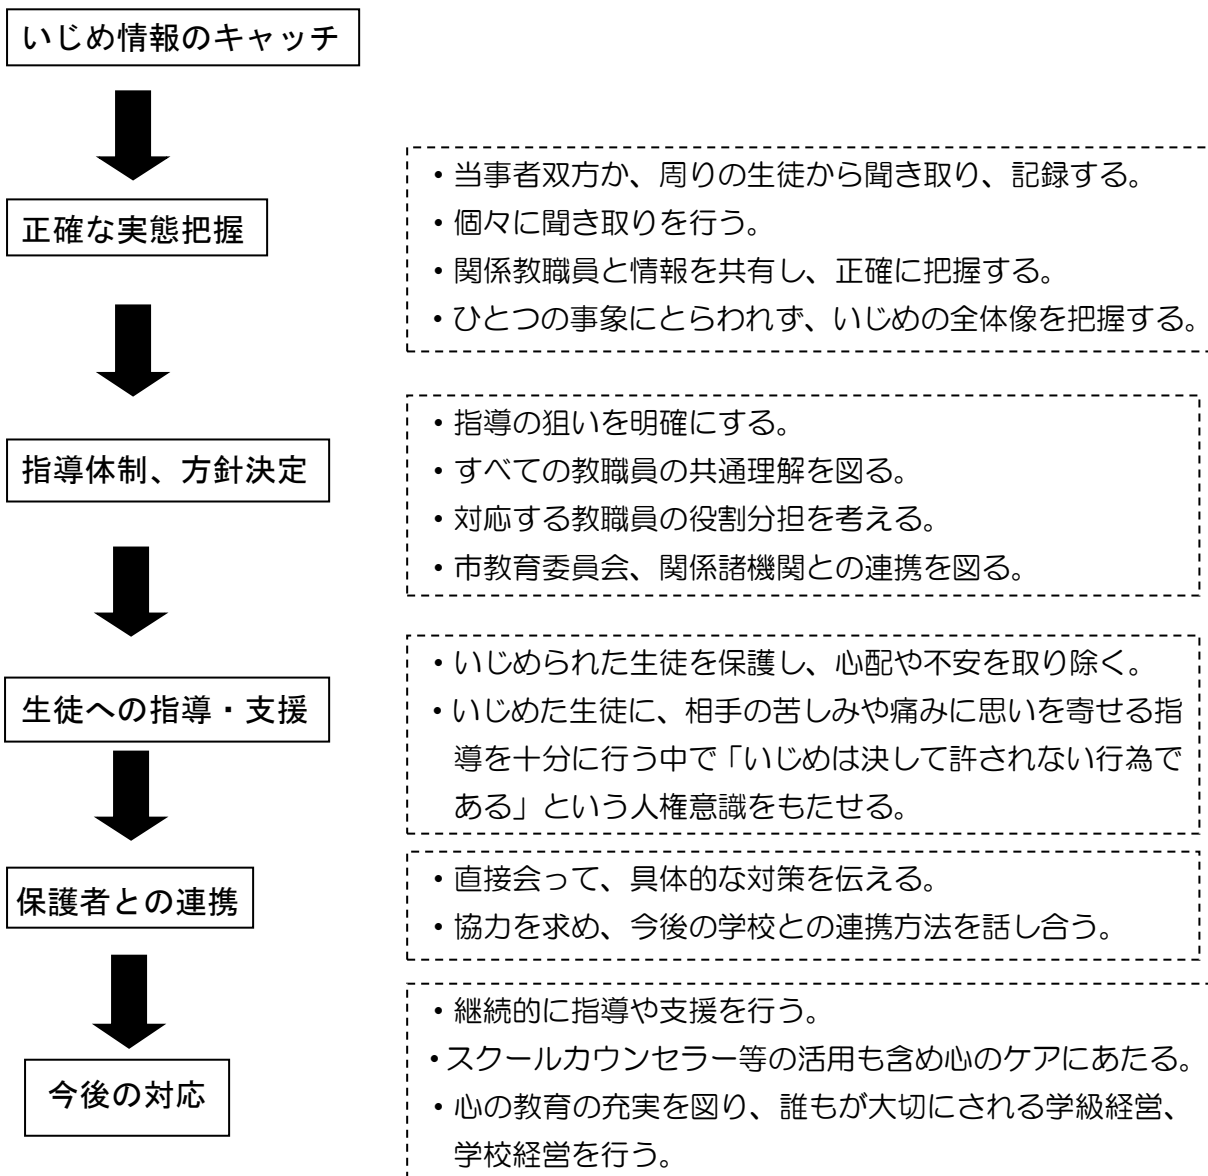 いじめ情報のキャッチ
正確な実態把握
・当事者双方か、周りの生徒から聞き取り、記録する。
・個々に聞き取りを行う。
・関係教職員と情報を共有し、正確に把握する。
・ひとつの事象にとらわれず、いじめの全体像を把握する。
指導体制、方針決定
・指導の狙いを明確にする。
・すべての教職員の共通理解を図る。
・対応する教職員の役割分担を考える。
・市教育委員会、関係諸機関との連携を図る。
生徒への指導・支援
・いじめられた生徒を保護し、心配や不安を取り除く。
・いじめた生徒に、相手の苦しみや痛みに思いを寄せる指
導を十分に行う中で「いじめは決して許されない行為で
ある」という人権意識をもたせる。
保護者との連携
・直接会って、具体的な対策を伝える。
・協力を求め、今後の学校との連携方法を話し合う。
今後の対応
・継続的に指導や支援を行う。
・スクールカウンセラー等の活用も含め心のケアにあたる。
・心の教育の充実を図り、誰もが大切にされる学級経営、
学校経営を行う。